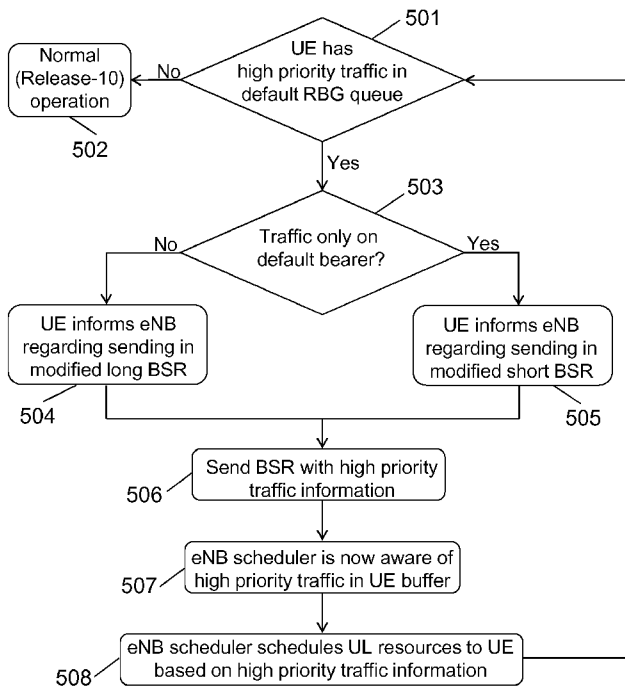 501
UE has
high priority traffic in
default RBG queue
No
Normal
(Release-10)
operation
502
Yes
503
Traffic only on
default bearer?
No
Yes
UE informs eNB
regarding sending in
modified long BSR
504
UE informs eNB
regarding sending in
modified short BSR
505
Send BSR with high priority
traffic information
506
eNB scheduler is now aware of
high priority traffic in UE buffer
507
eNB scheduler schedules UL resources to UE
based on high priority traffic information
508